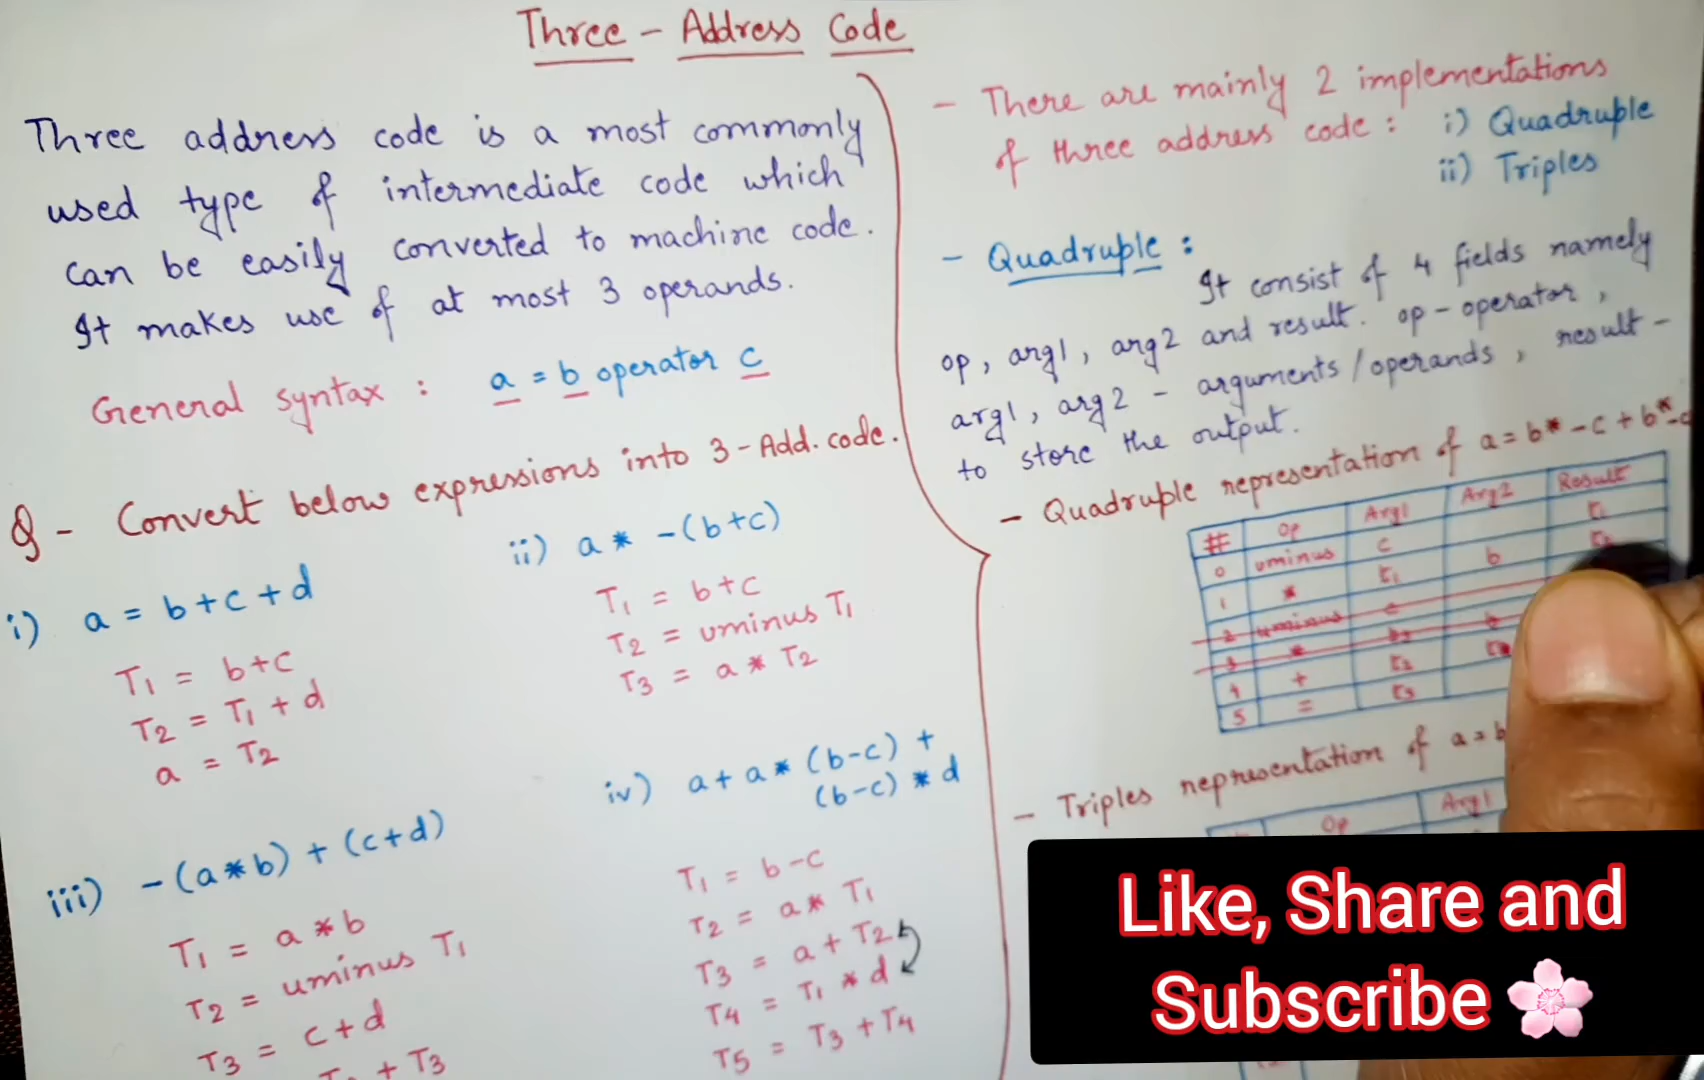 Three - Address Code
Three address code is a most commonly
used type of intermediate code which
can be easily converted to machine code.
It makes use of at most 3 operands.
General syntax : a = b operator c
Q - Convert below expressions into 3-Add. code.
i) a = b+c+d
T1 = b+c
T2 = T1 + d
a = T2
ii) a * -(b+c)
T1 = b+c
T2 = uminus T1
T3 = a * T2
iii) -(a*b) + (c+d)
T1 = a*b
T2 = uminus T1
T3 = c+d
+ T3
iv) a+a*(b-c) +
(b-c) * d
T1 = b-c
T2 = a* T1
T3 = a+T2
T4 = T1 * d
T5 = T3 + T4
- There are mainly 2 implementations
of three address code : i) Quadruple
ii) Triples
- Quadruple :
It consist of 4 fields namely
op, arg1, arg2 and result. op-operator,
arg1, arg2 - arguments/operands, result -
to store the output.
- Quadruple representation of a=b*-c+b*-c
# Op Arg1 Arg2 Result
0 uminus c t1
1 * t1 b
2 uminus c
3 * b
4 + t2
5 = t3
- Triples representation of a=b
Op Arg1
Like, Share and
Subscribe